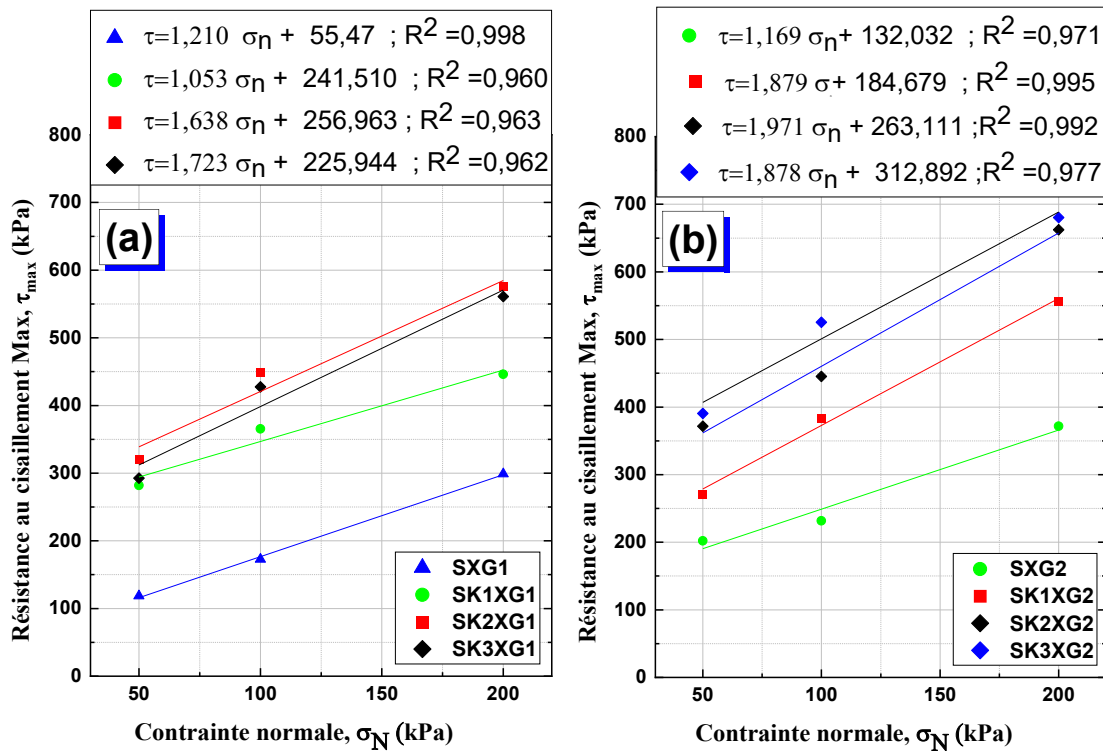 τ=1,210 σn + 55,47 ; R² =0,998
τ=1,053 σn + 241,510 ; R² =0,960
τ=1,638 σn + 256,963 ; R² =0,963
τ=1,723 σn + 225,944 ; R² =0,962
(a)
800
700
600
500
400
300
200
100
0
Résistance au cisaillement Max, τmax (kPa)
SXG1
SK1XG1
SK2XG1
SK3XG1
50 100 150 200
Contrainte normale, σN (kPa)
τ=1,169 σn+ 132,032 ; R² =0,971
τ=1,879 σ+ 184,679 ; R² =0,995
τ=1,971 σn + 263,111 ;R² =0,992
τ=1,878 σn + 312,892 ;R² =0,977
(b)
800
700
600
500
400
300
200
100
0
Résistance au cisaillement Max, τmax (kPa)
SXG2
SK1XG2
SK2XG2
SK3XG2
50 100 150 200
Contrainte normale, σN (kPa)